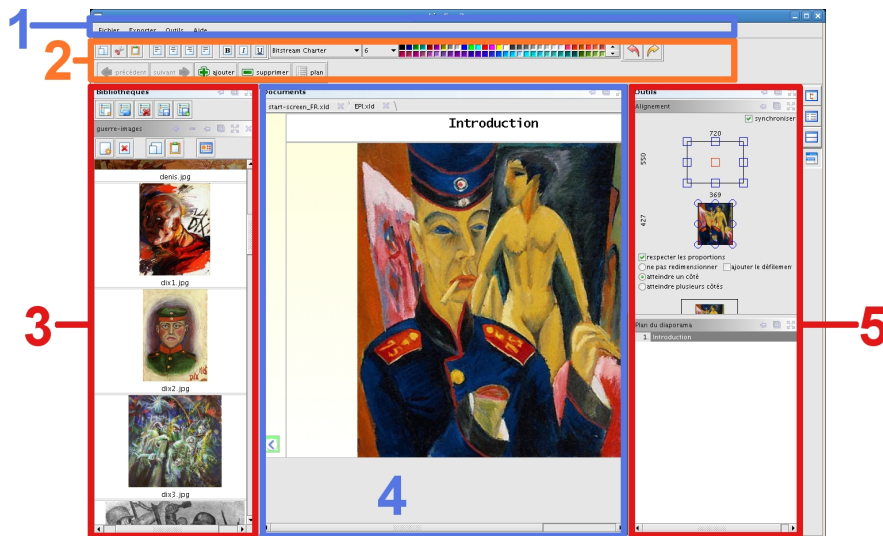 1
Fichier Exporter Outils Aide
2
B I U Bitstream Charter 6
précédent suivant ajouter supprimer plan
Bibliothèques
guerre-images
denis.jpg
dix1.jpg
3
dix2.jpg
dix3.jpg
Documents
start-screen_FR.xld EPI.xld
Introduction
4
Outils
Alignement
synchroniser
720
550
369
427
respecter les proportions
ne pas redimensionner ajouter le défilemen
atteindre un côté
atteindre plusieurs côtés
5
Plan du diaporama
1 Introduction